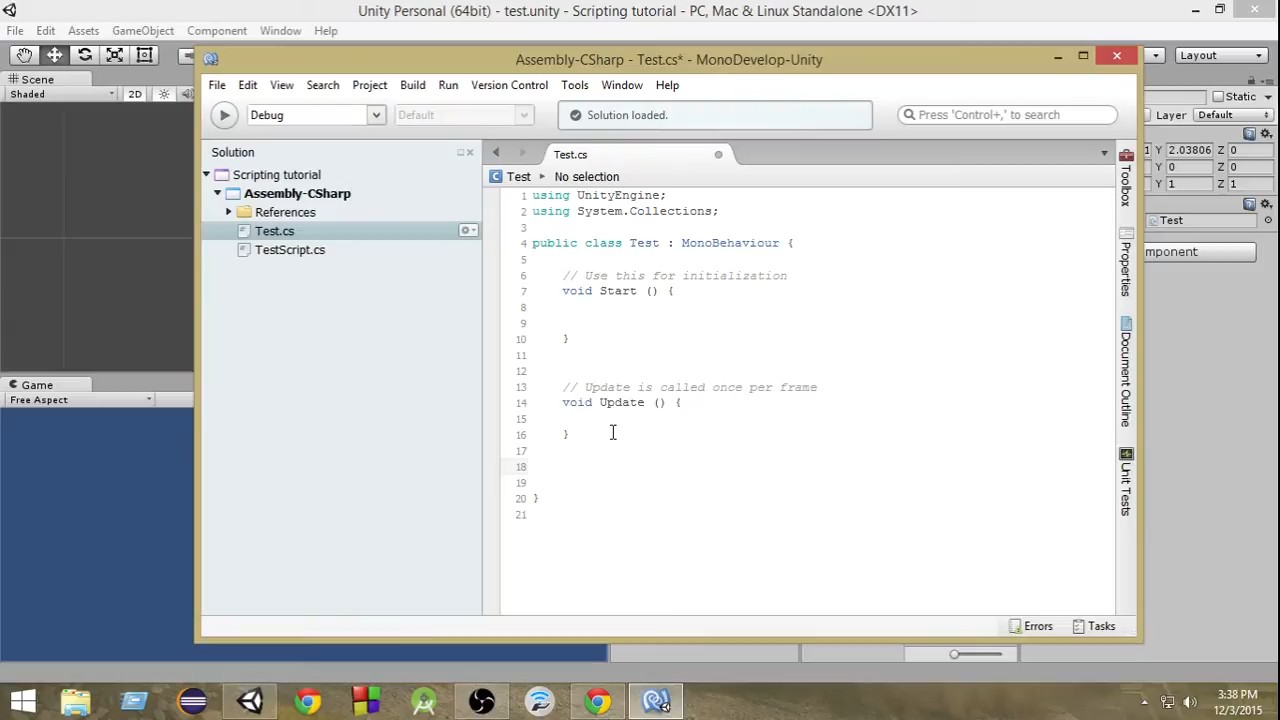 Unity Personal (64bit) - test.unity - Scripting tutorial - PC, Mac & Linux Standalone <DX11>
File Edit Assets GameObject Component Window Help
Layout
Scene
Shaded 2D
Static
Layer Default
1 Y 2.03806 Z 0
Y 0 Z 0
Y 1 Z 1
Test
mponent
Game
Free Aspect
Assembly-CSharp - Test.cs* - MonoDevelop-Unity
File Edit View Search Project Build Run Version Control Tools Window Help
Debug Default Solution loaded. Press 'Control+,' to search
Solution
Scripting tutorial
Assembly-CSharp
References
Test.cs
TestScript.cs
Test.cs
C Test No selection
1 using UnityEngine;
2 using System.Collections;
3
4 public class Test : MonoBehaviour {
5
6 // Use this for initialization
7 void Start () {
8
9
10 }
11
12
13 // Update is called once per frame
14 void Update () {
15
16 }
17
18
19
20 }
21
Toolbox
Properties
Document Outline
Unit Tests
Errors Tasks
3:38 PM
12/3/2015